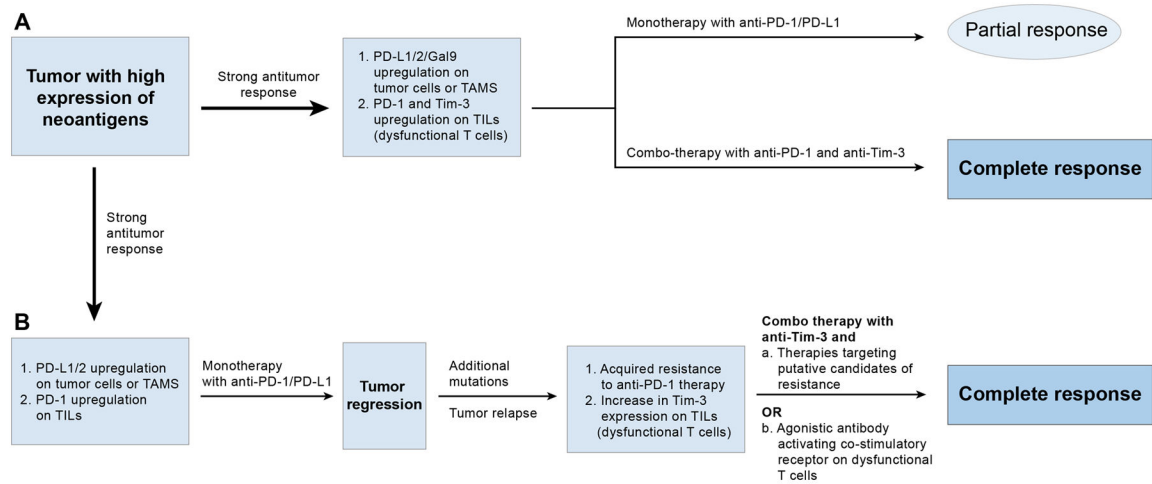 A
Tumor with high
expression of
neoantigens
Strong antitumor
response
1. PD-L1/2/Gal9
upregulation on
tumor cells or TAMS
2. PD-1 and Tim-3
upregulation on TILs
(dysfunctional T cells)
Monotherapy with anti-PD-1/PD-L1
Partial response
Combo-therapy with anti-PD-1 and anti-Tim-3
Complete response
Strong
antitumor
response
B
1. PD-L1/2 upregulation
on tumor cells or TAMS
2. PD-1 upregulation
on TILs
Monotherapy
with anti-PD-1/PD-L1
Tumor
regression
Additional
mutations
Tumor relapse
1. Acquired resistance
to anti-PD-1 therapy
2. Increase in Tim-3
expression on TILs
(dysfunctional T cells)
Combo therapy with
anti-Tim-3 and
a. Therapies targeting
putative candidates of
resistance
OR
b. Agonistic antibody
activating co-stimulatory
receptor on dysfunctional
T cells
Complete response